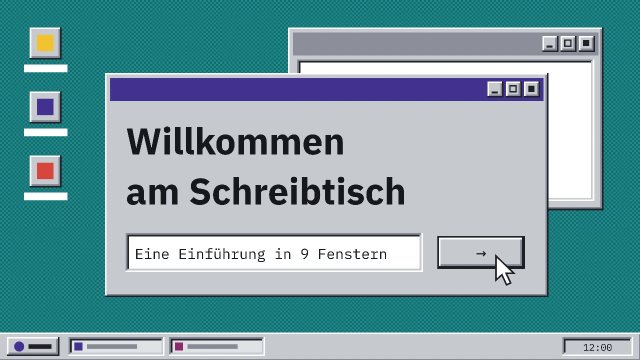 Willkommen
am Schreibtisch
Eine Einführung in 9 Fenstern
→
12:00